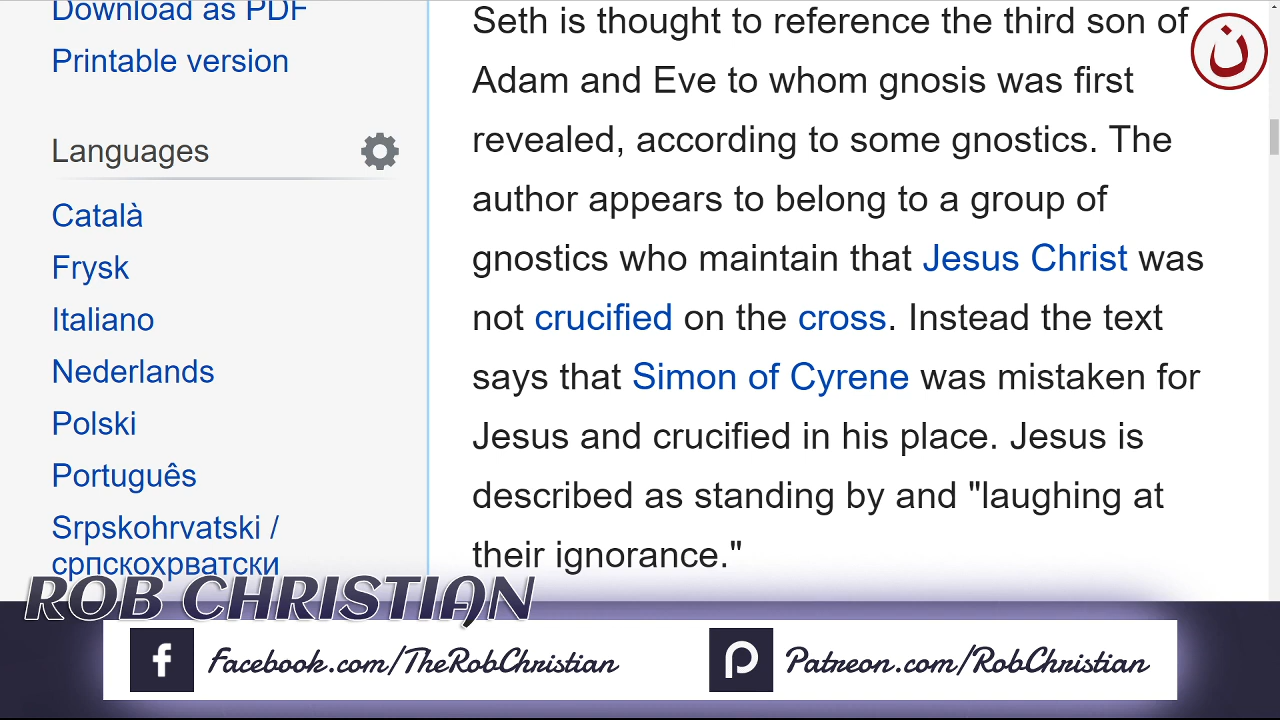 Download as PDF
Printable version
Languages
Català
Frysk
Italiano
Nederlands
Polski
Português
Srpskohrvatski /
српскохрватски
Seth is thought to reference the third son of
Adam and Eve to whom gnosis was first
revealed, according to some gnostics. The
author appears to belong to a group of
gnostics who maintain that Jesus Christ was
not crucified on the cross. Instead the text
says that Simon of Cyrene was mistaken for
Jesus and crucified in his place. Jesus is
described as standing by and "laughing at
their ignorance."
ن
ROB CHRISTIAN
Facebook.com/TheRobChristian
Patreon.com/RobChristian